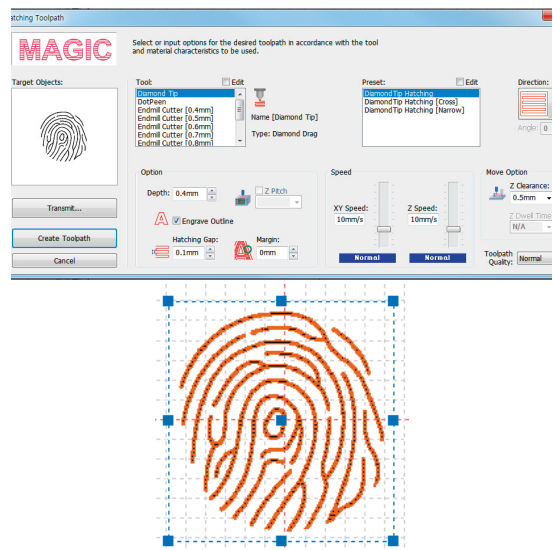 atching Toolpath
MAGIC
Select or input options for the desired toolpath in accordance with the tool
and material characteristics to be used.
Target Objects:
Tool:
Edit
Diamond Tip
DotPeen
Endmill Cutter [0.4mm]
Endmill Cutter [0.5mm]
Endmill Cutter [0.6mm]
Endmill Cutter [0.7mm]
Endmill Cutter [0.8mm]
Name [Diamond Tip]
Type: Diamond Drag
Preset:
Edit
DiamondTip Hatching
DiamondTip Hatching [Cross]
DiamondTip Hatching [Narrow]
Direction:
Angle: 0
Transmit...
Create Toolpath
Cancel
Option
Depth: 0.4mm
Z Pitch
Engrave Outline
Hatching Gap:
0.1mm
Margin:
0mm
Speed
XY Speed:
10mm/s
Normal
Z Speed:
10mm/s
Normal
Move Option
Z Clearance:
0.5mm
Z Dwell Time
N/A
Toolpath
Quality: Normal